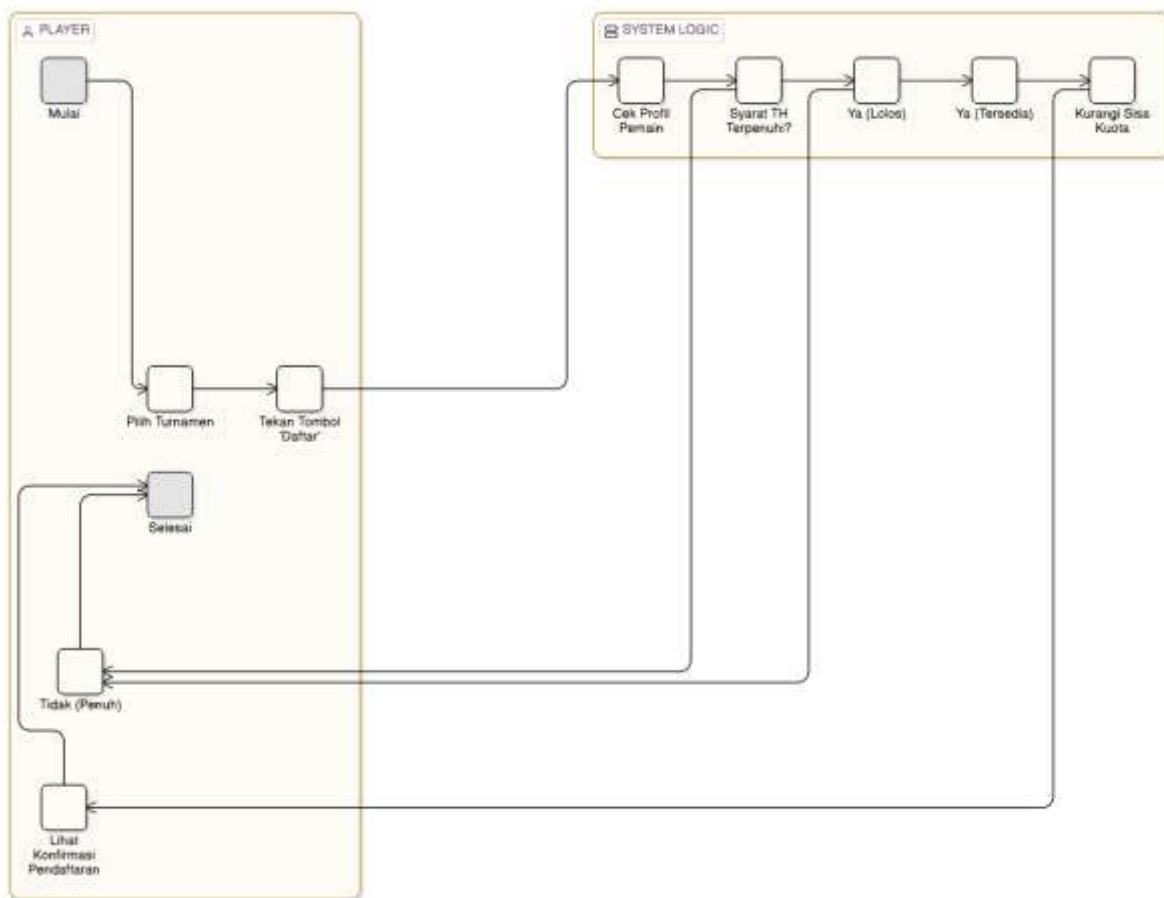 PLAYER
Mulai
Pilih Turnamen
Tekan Tombol
'Daftar'
Selesai
Tidak (Penuh)
Lihat
Konfirmasi
Pendaftaran
SYSTEM LOGIC
Cek Profil
Pemain
Syarat TH
Terpenuhi?
Ya (Lolos)
Ya (Tersedia)
Kurangi Sisa
Kuota